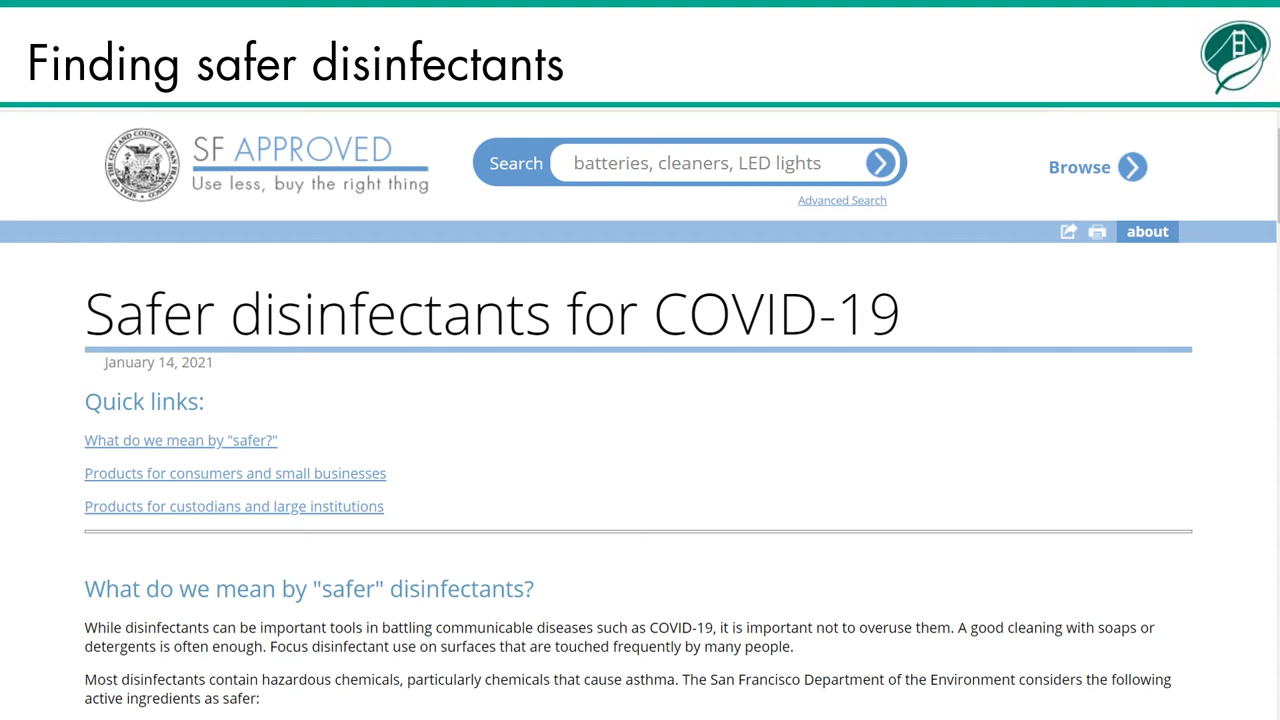 Finding safer disinfectants
SF APPROVED
Use less, buy the right thing
Search batteries, cleaners, LED lights
Advanced Search
Browse
about
Safer disinfectants for COVID-19
January 14, 2021
Quick links:
What do we mean by "safer?"
Products for consumers and small businesses
Products for custodians and large institutions
What do we mean by "safer" disinfectants?
While disinfectants can be important tools in battling communicable diseases such as COVID-19, it is important not to overuse them. A good cleaning with soaps or
detergents is often enough. Focus disinfectant use on surfaces that are touched frequently by many people.
Most disinfectants contain hazardous chemicals, particularly chemicals that cause asthma. The San Francisco Department of the Environment considers the following
active ingredients as safer: